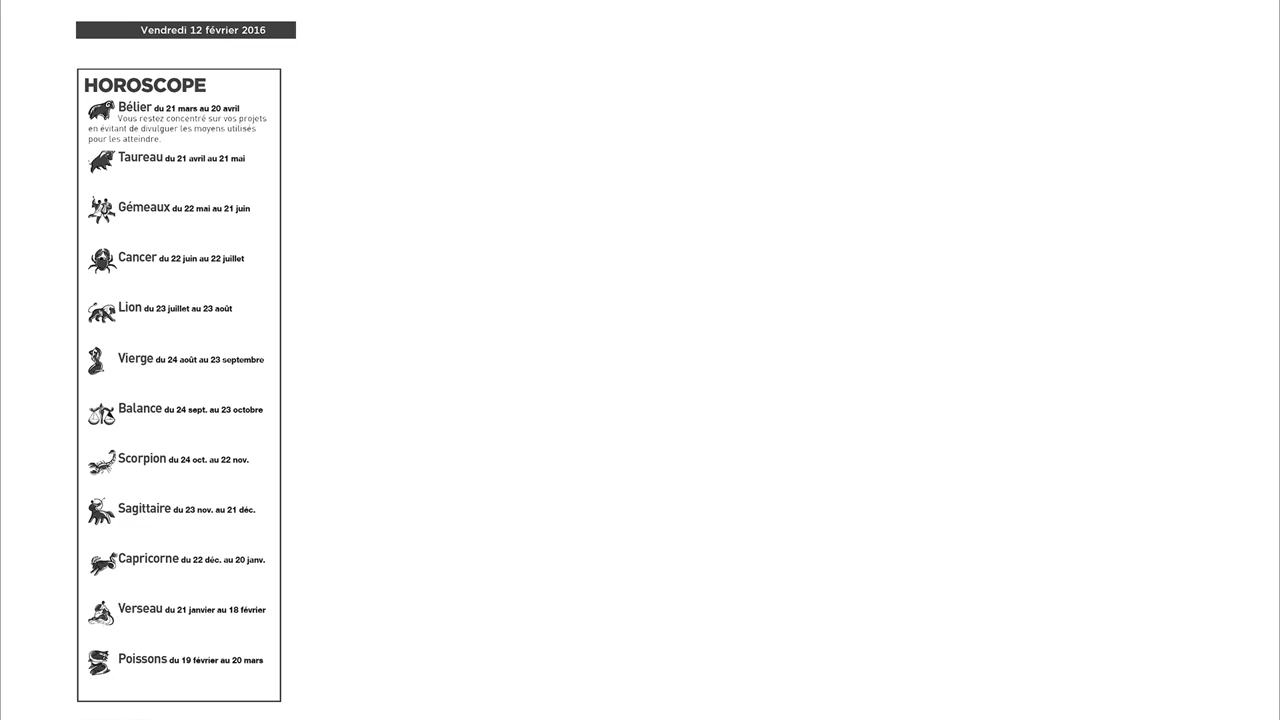 Vendredi 12 février 2016
HOROSCOPE
Bélier du 21 mars au 20 avril
Vous restez concentré sur vos projets
en évitant de divulguer les moyens utilisés
pour les atteindre.
Taureau du 21 avril au 21 mai
Gémeaux du 22 mai au 21 juin
Cancer du 22 juin au 22 juillet
Lion du 23 juillet au 23 août
Vierge du 24 août au 23 septembre
Balance du 24 sept. au 23 octobre
Scorpion du 24 oct. au 22 nov.
Sagittaire du 23 nov. au 21 déc.
Capricorne du 22 déc. au 20 janv.
Verseau du 21 janvier au 18 février
Poissons du 19 février au 20 mars